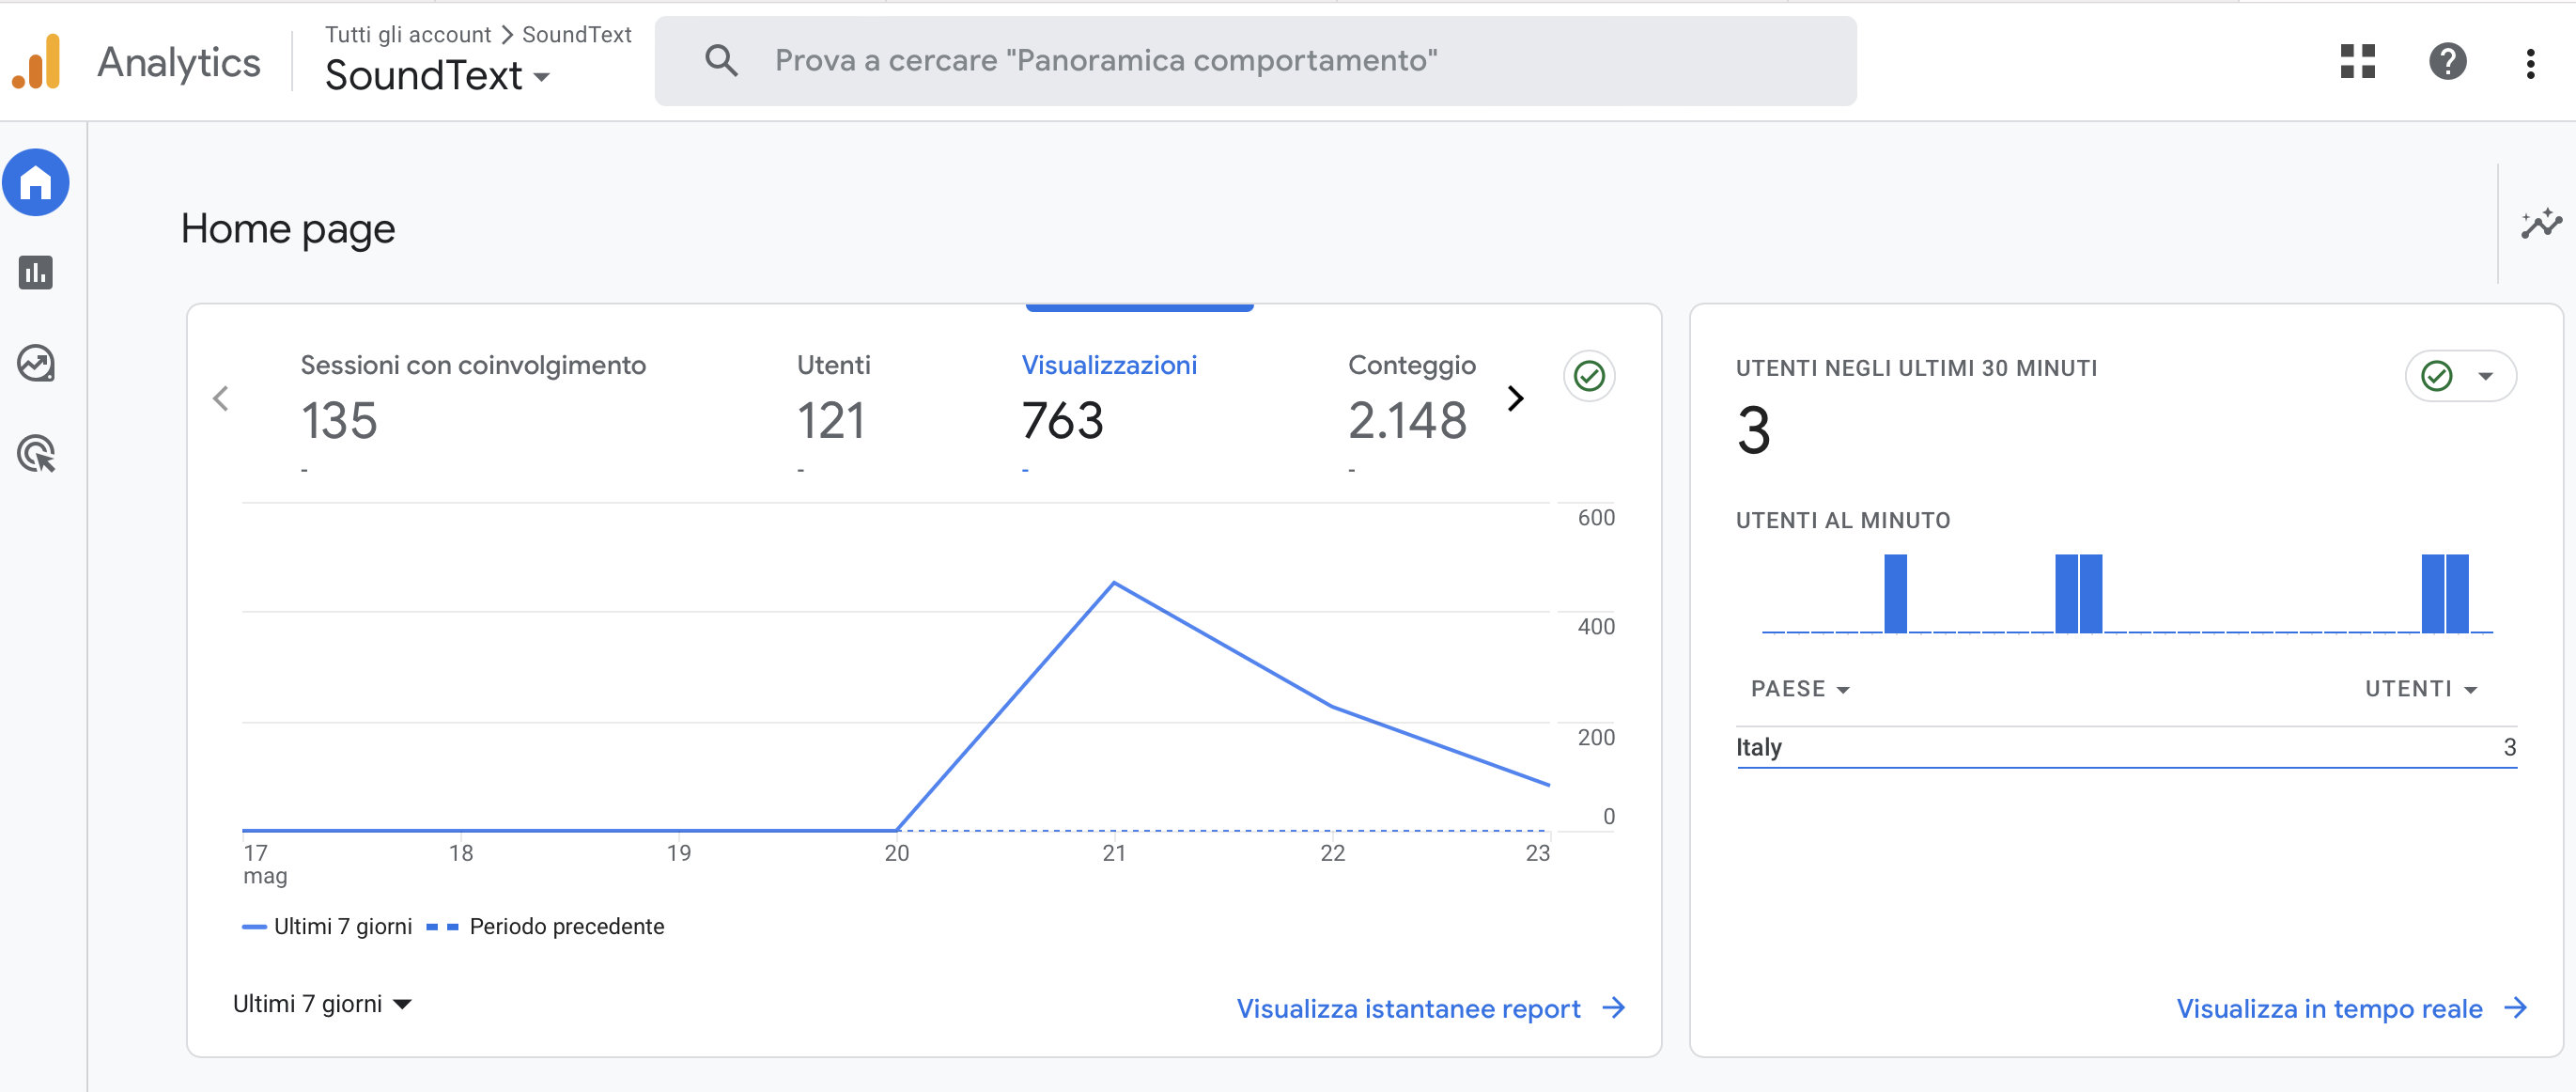 Analytics
Tutti gli account > SoundText
SoundText
Prova a cercare "Panoramica comportamento"
Home page
Sessioni con coinvolgimento
135
-
Utenti
121
-
Visualizzazioni
763
-
Conteggio
2.148
-
600
400
200
0
17
mag
18
19
20
21
22
23
Ultimi 7 giorni
Periodo precedente
Ultimi 7 giorni
Visualizza istantanee report
UTENTI NEGLI ULTIMI 30 MINUTI
3
UTENTI AL MINUTO
PAESE
UTENTI
Italy
3
Visualizza in tempo reale